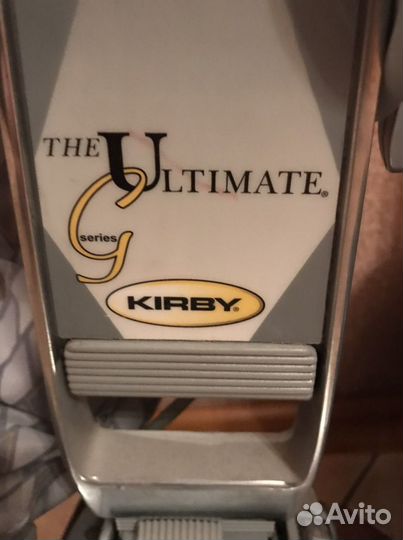 THE ULTIMATE®
G series
KIRBY®
Avito